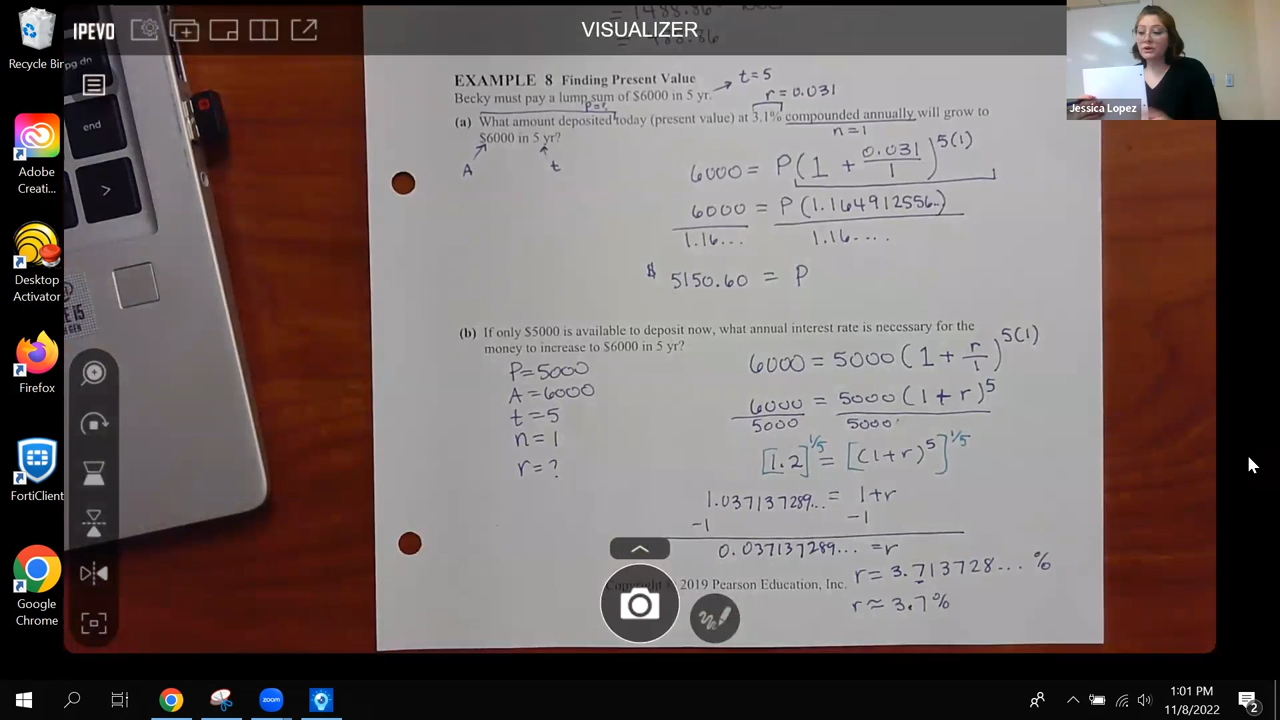 = 1488.86
Recycle Bin
IPEVO
VISUALIZER
Jessica Lopez
pg dn
end
EXAMPLE 8 Finding Present Value
Becky must pay a lump sum of $6000 in 5 yr. → t=5
r=0.031
P=?
(a) What amount deposited today (present value) at 3.1% compounded annually will grow to
n=1
$6000 in 5 yr?
A
t
6000 = P(1 + 0.031/1)^5(1)
6000 = P(1.164912556..)
1.16... 1.16....
$ 5150.60 = P
(b) If only $5000 is available to deposit now, what annual interest rate is necessary for the
money to increase to $6000 in 5 yr?
P=5000
A=6000
t=5
n=1
r=?
6000 = 5000(1 + r/1)^5(1)
6000 = 5000(1+r)^5
5000 5000
[1.2]^1/5 = [(1+r)^5]^1/5
1.037137289... = 1+r
-1 -1
0.037137289... =r
r= 3.713728... %
r≈3.7%
2019 Pearson Education, Inc.
Adobe
Creati...
Desktop
Activator
Firefox
FortiClient
Google
Chrome
zoom
1:01 PM
11/8/2022
2